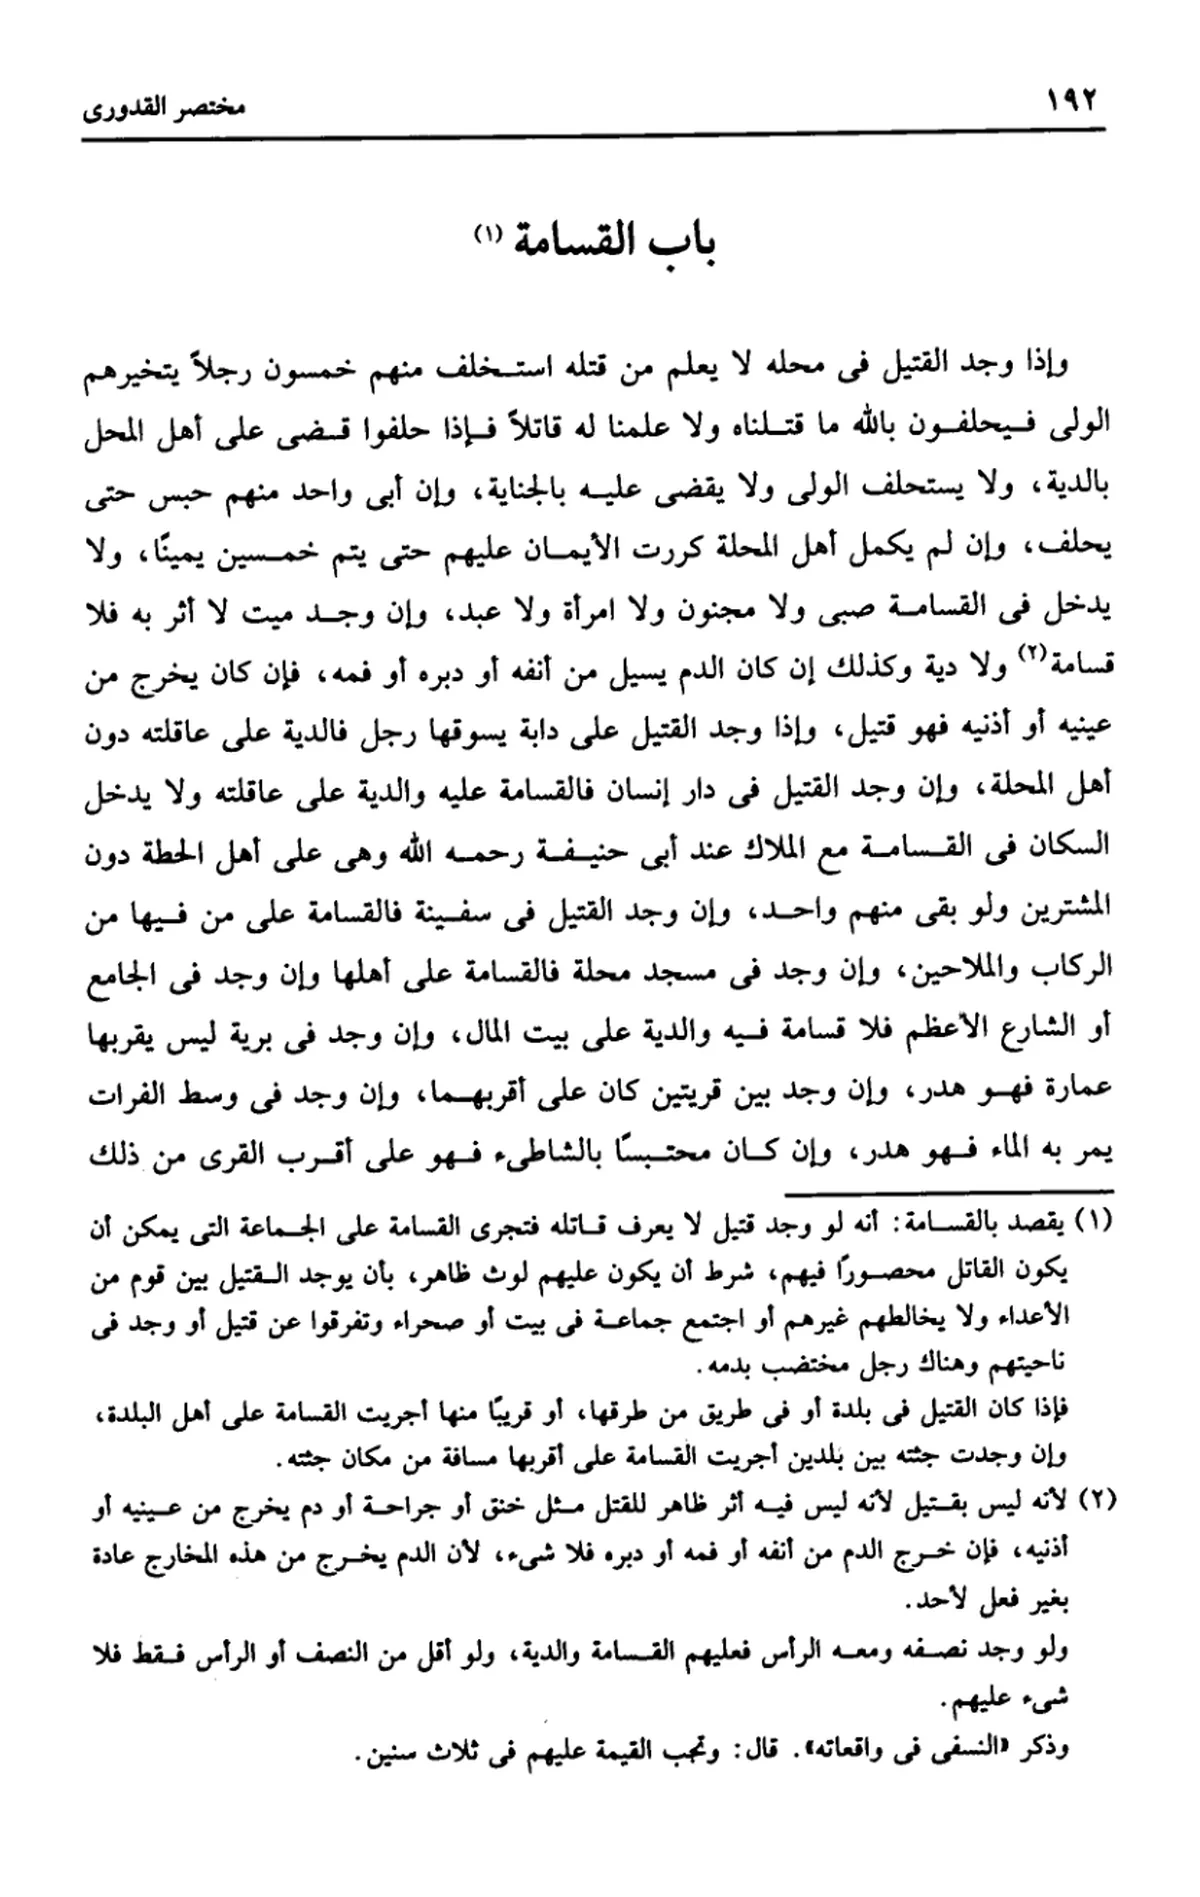 ١٩٢
مختصر القدورى
باب القسامة (١)
وإذا وجد القتيل فى محله لا يعلم من قتله استخلف منهم خمسون رجلاً يتخيرهم
الولى فيحلفون بالله ما قتلناه ولا علمنا له قاتلاً فإذا حلفوا قضى على أهل المحل
بالدية، ولا يستحلف الولى ولا يقضى عليه بالجناية، وإن أبى واحد منهم حبس حتى
يحلف، وإن لم يكمل أهل المحلة كررت الأيمان عليهم حتى يتم خمسين يمينًا، ولا
يدخل فى القسامة صبى ولا مجنون ولا امرأة ولا عبد، وإن وجد ميت لا أثر به فلا
قسامة(٢) ولا دية وكذلك إن كان الدم يسيل من أنفه أو دبره أو فمه، فإن كان يخرج من
عينيه أو أذنيه فهو قتيل، وإذا وجد القتيل على دابة يسوقها رجل فالدية على عاقلته دون
أهل المحلة، وإن وجد القتيل فى دار إنسان فالقسامة عليه والدية على عاقلته ولا يدخل
السكان فى القسامة مع الملاك عند أبى حنيفة رحمه الله وهى على أهل الخطة دون
المشترين ولو بقى منهم واحد، وإن وجد القتيل فى سفينة فالقسامة على من فيها من
الركاب والملاحين، وإن وجد فى مسجد محلة فالقسامة على أهلها وإن وجد فى الجامع
أو الشارع الأعظم فلا قسامة فيه والدية على بيت المال، وإن وجد فى برية ليس يقربها
عمارة فهو هدر، وإن وجد بين قريتين كان على أقربهما، وإن وجد فى وسط الفرات
يمر به الماء فهو هدر، وإن كان محتبسًا بالشاطىء فهو على أقرب القرى من ذلك
(١) يقصد بالقسامة: أنه لو وجد قتيل لا يعرف قاتله فتجرى القسامة على الجماعة التى يمكن أن
يكون القاتل محصورًا فيهم، شرط أن يكون عليهم لوث ظاهر، بأن يوجد القتيل بين قوم من
الأعداء ولا يخالطهم غيرهم أو اجتمع جماعة فى بيت أو صحراء وتفرقوا عن قتيل أو وجد فى
ناحيتهم وهناك رجل مختضب بدمه.
فإذا كان القتيل فى بلدة أو فى طريق من طرقها، أو قريبًا منها أجريت القسامة على أهل البلدة،
وإن وجدت جثته بين بلدين أجريت القسامة على أقربها مسافة من مكان جثته.
(٢) لأنه ليس بقتيل لأنه ليس فيه أثر ظاهر للقتل مثل خنق أو جراحة أو دم يخرج من عينيه أو
أذنيه، فإن خرج الدم من أنفه أو فمه أو دبره فلا شىء، لأن الدم يخرج من هذه المخارج عادة
بغير فعل لأحد.
ولو وجد نصفه ومعه الرأس فعليهم القسامة والدية، ولو أقل من النصف أو الرأس فقط فلا
شىء عليهم.
وذكر «النسفى فى واقعاته». قال: وتجب القيمة عليهم فى ثلاث سنين.